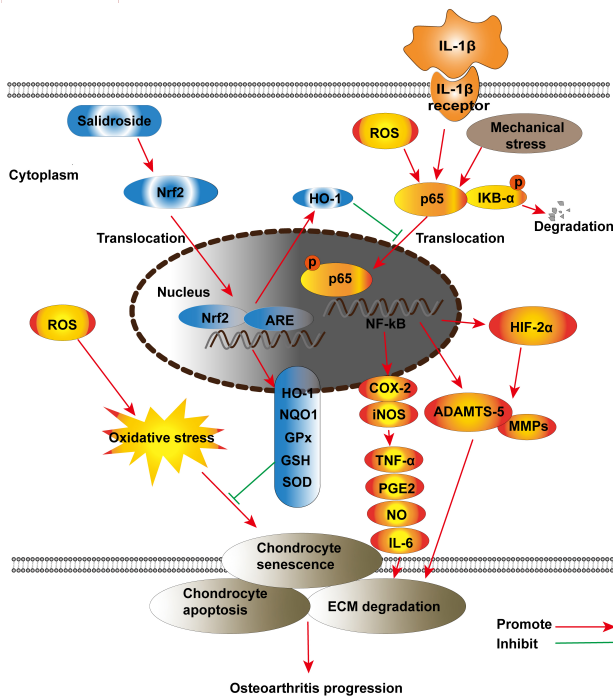 IL-1β
IL-1β
receptor
Salidroside
ROS
Mechanical
stress
Cytoplasm
Nrf2
HO-1
p65
IKB-α
p
Degradation
Translocation
Translocation
p
p65
Nucleus
Nrf2
ARE
NF-kB
ROS
HIF-2α
HO-1
NQO1
GPx
GSH
SOD
COX-2
iNOS
ADAMTS-5
MMPs
Oxidative stress
TNF-α
PGE2
NO
IL-6
Chondrocyte
senescence
Chondrocyte
apoptosis
ECM degradation
Promote
Inhibit
Osteoarthritis progression